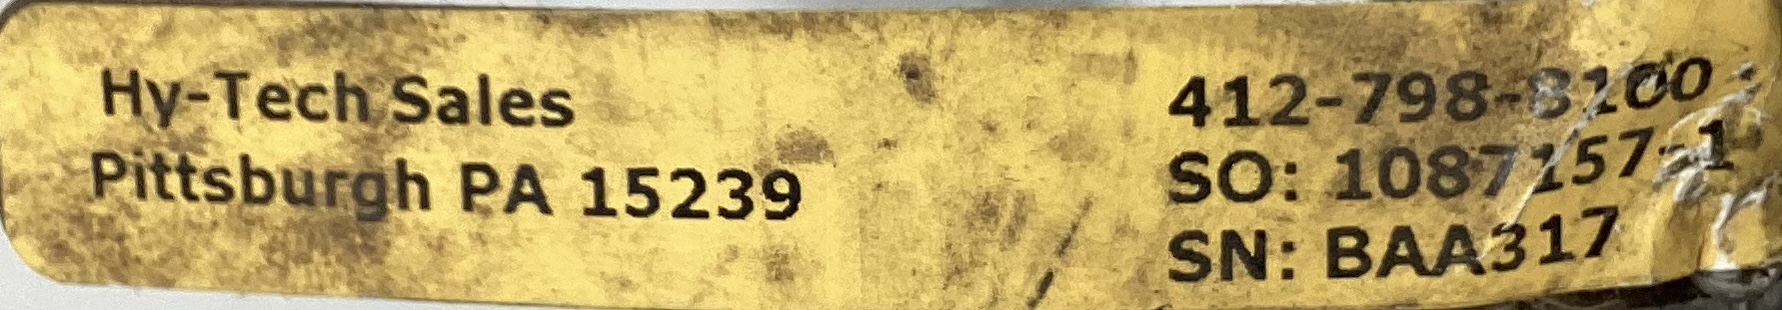 Hy-Tech Sales
Pittsburgh PA 15239
412-798-8100
SO: 1087157-1
SN: BAA317